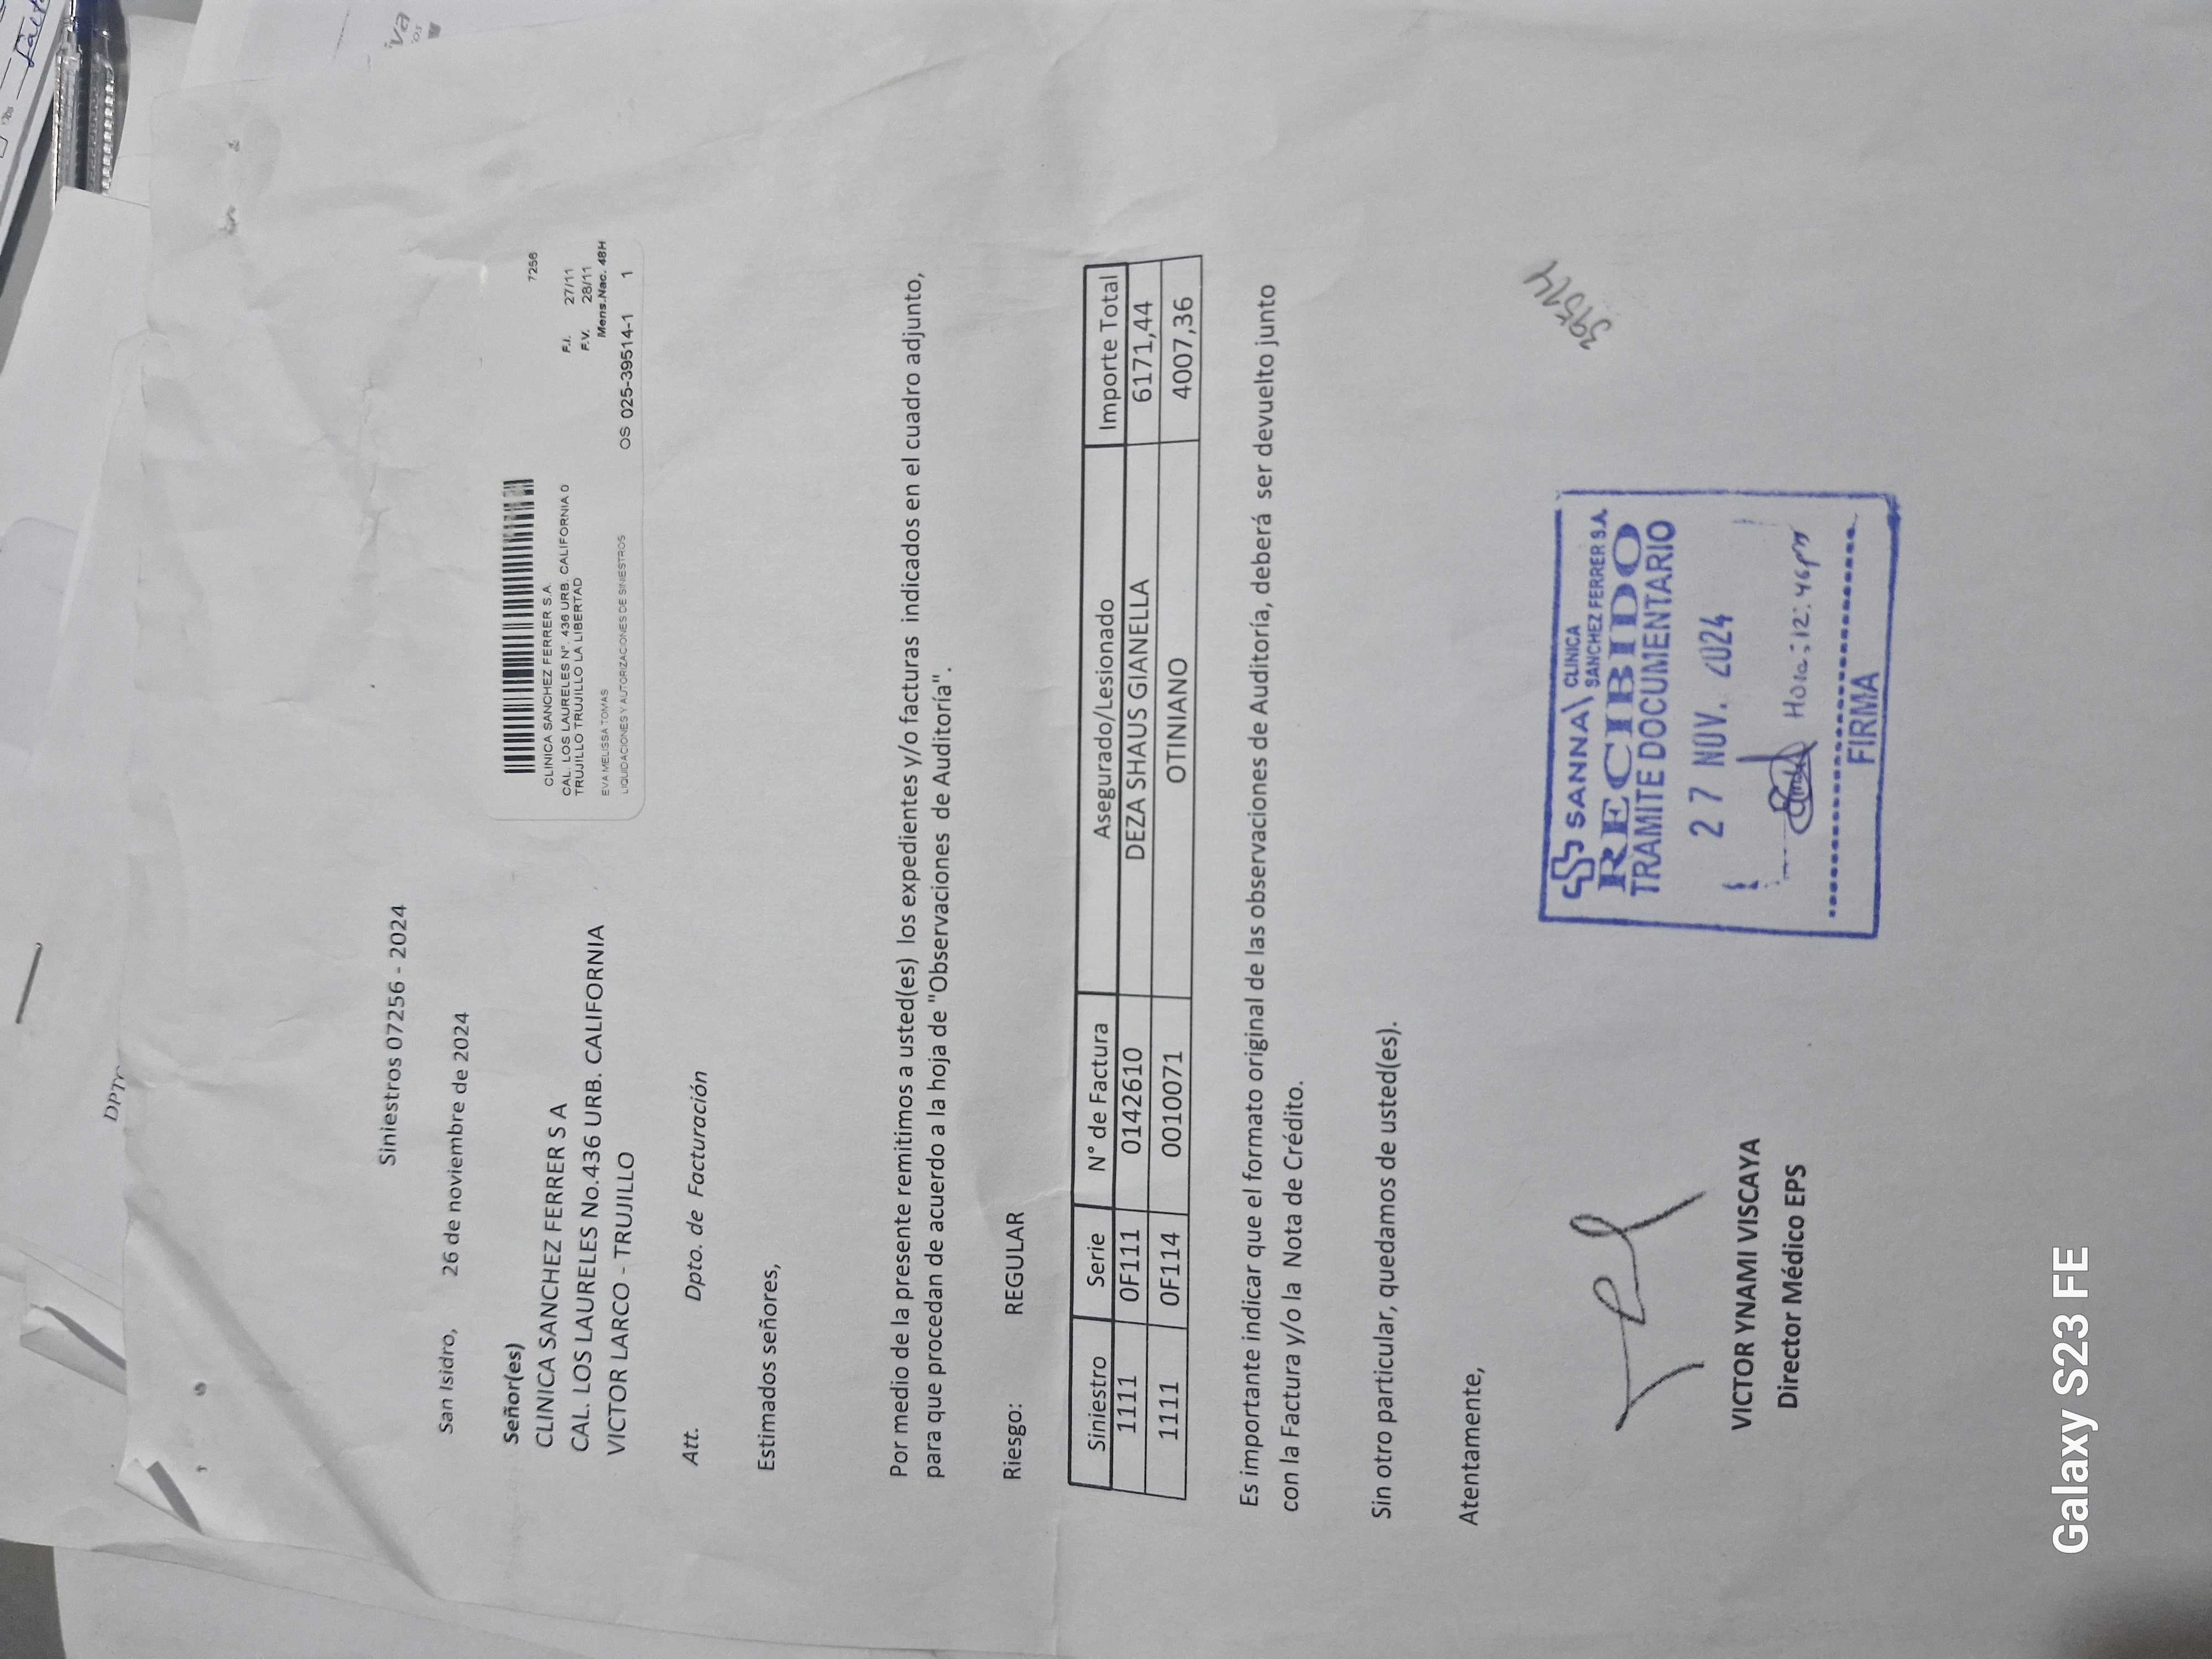 Siniestros 07256 - 2024
San Isidro, 26 de noviembre de 2024
Señor(es)
CLINICA SANCHEZ FERRER S A
CAL. LOS LAURELES No.436 URB. CALIFORNIA
VICTOR LARCO - TRUJILLO
7256
CLINICA SANCHEZ FERRER S.A.
CAL. LOS LAURELES Nº. 436 URB. CALIFORNIA 0
TRUJILLO TRUJILLO LA LIBERTAD
F.I. 27/11
F.V. 28/11
Mens.Nac. 48H
EVA MELISSA TOMAS
LIQUIDACIONES Y AUTORIZACIONES DE SINIESTROS
OS 025-39514-1 1
Att. Dpto. de Facturación
Estimados señores,
Por medio de la presente remitimos a usted(es) los expedientes y/o facturas indicados en el cuadro adjunto,
para que procedan de acuerdo a la hoja de "Observaciones de Auditoría".
Riesgo: REGULAR
Siniestro Serie N° de Factura Asegurado/Lesionado Importe Total
1111 0F111 0142610 DEZA SHAUS GIANELLA 6171,44
1111 0F114 0010071 OTINIANO 4007,36
Es importante indicar que el formato original de las observaciones de Auditoría, deberá ser devuelto junto
con la Factura y/o la Nota de Crédito.
Sin otro particular, quedamos de usted(es).
Atentamente,
39514
VICTOR YNAMI VISCAYA
Director Médico EPS
SANNA\ CLINICA
SANCHEZ FERRER S.A.
RECIBIDO
TRAMITE DOCUMENTARIO
27 NOV. 2024
Hora: 12:46pm
FIRMA
DPTO
iva
Galaxy S23 FE